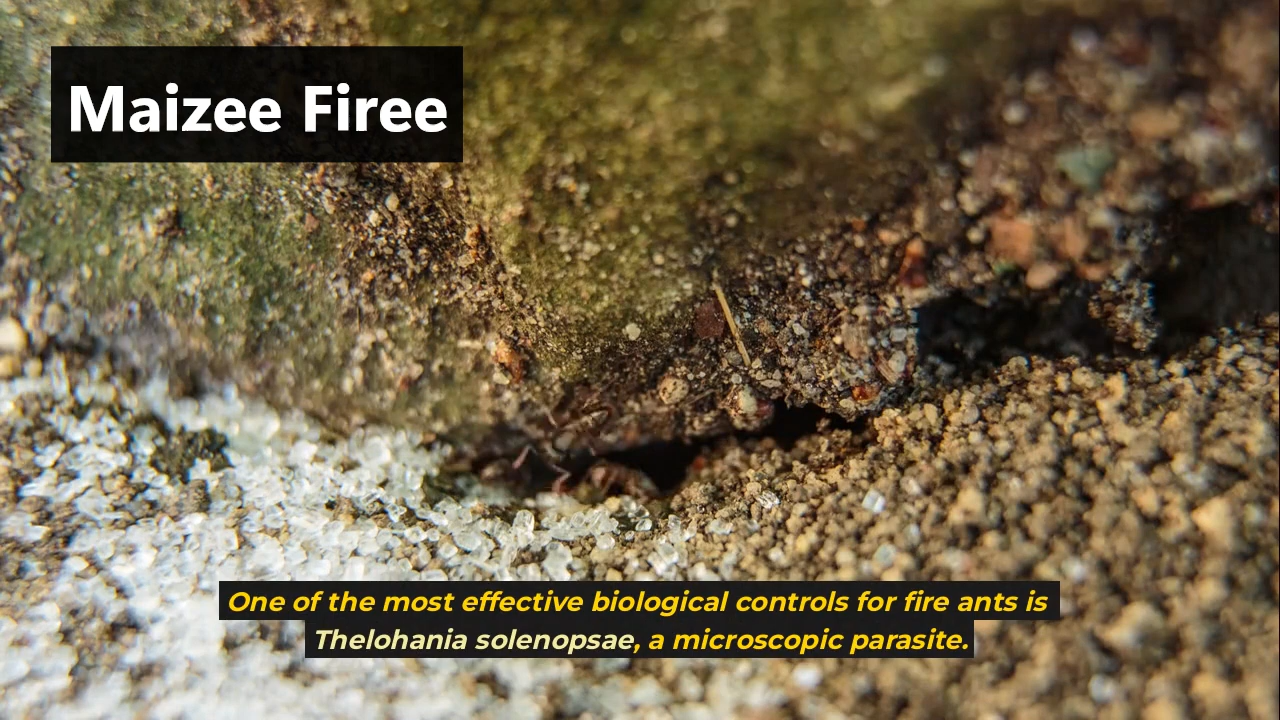 Maizee Firee
One of the most effective biological controls for fire ants is
Thelohania solenopsae, a microscopic parasite.